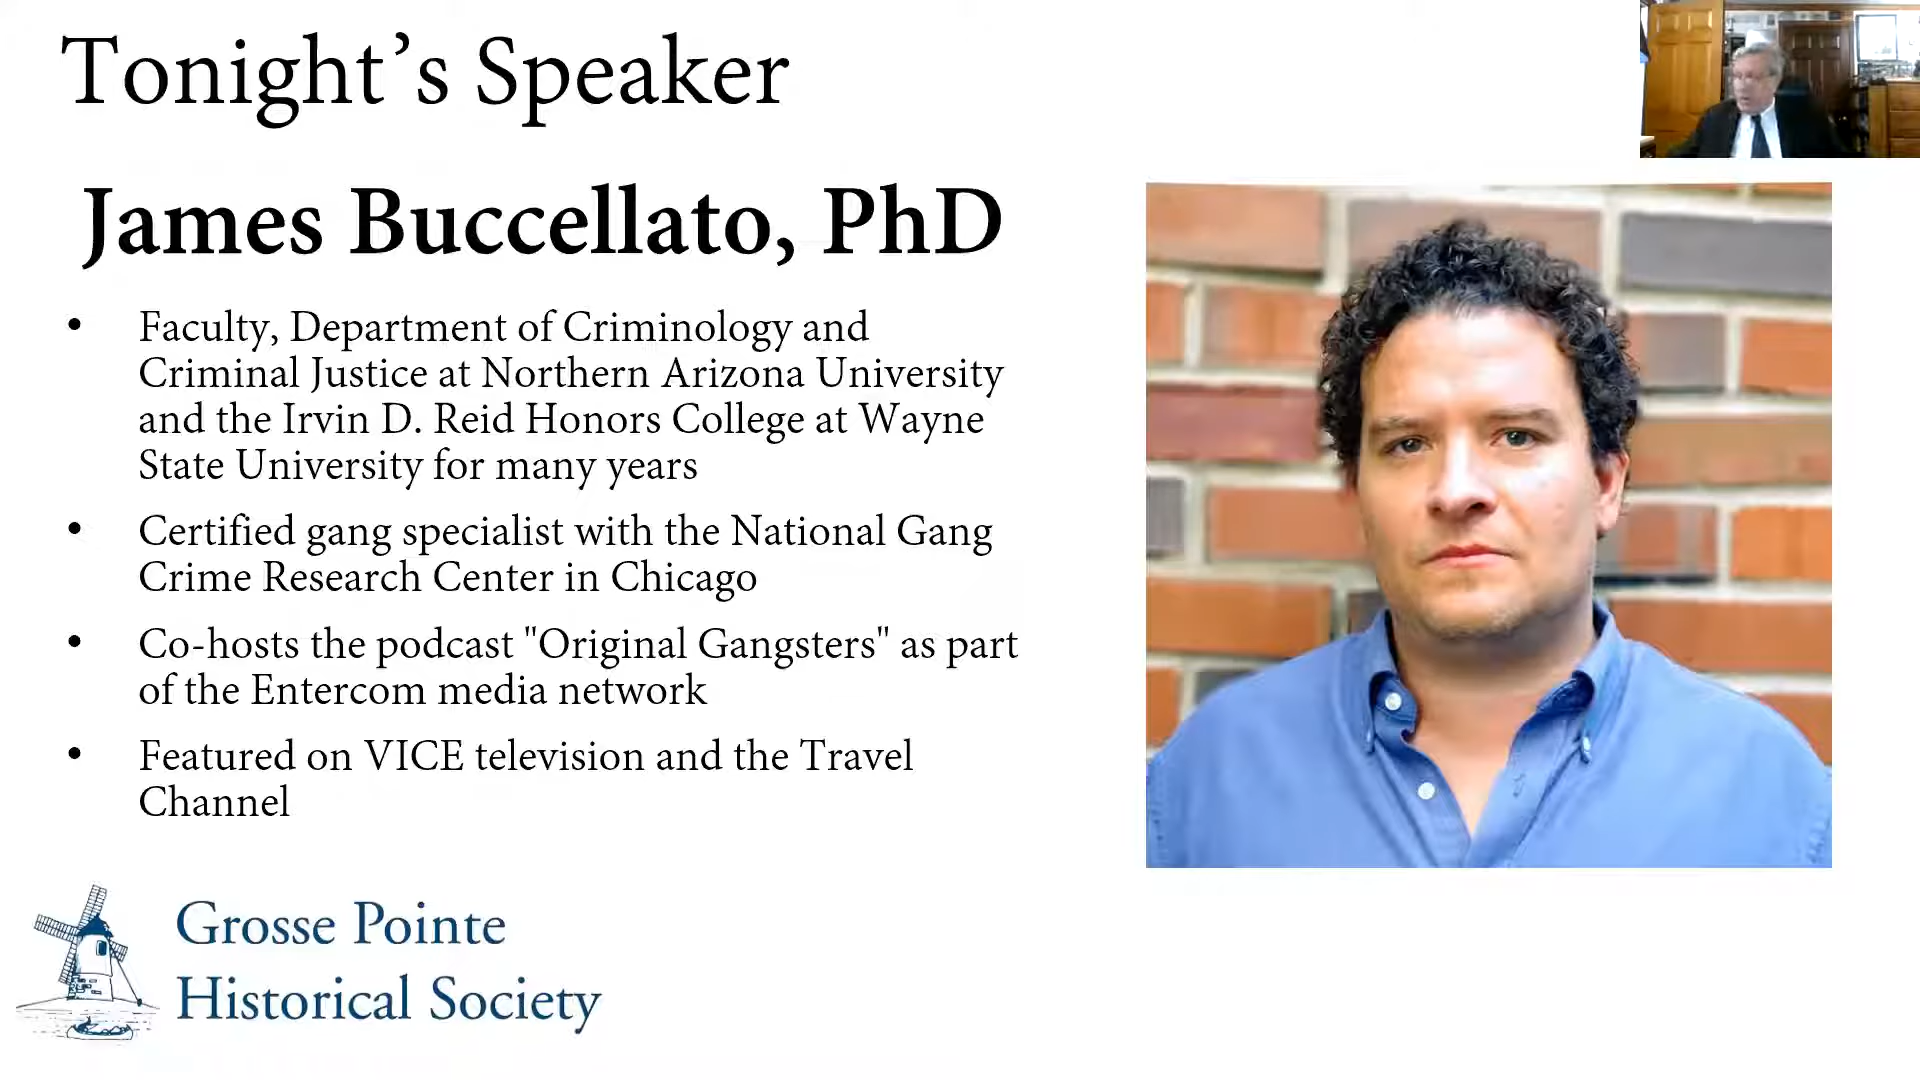 Tonight’s Speaker
James Buccellato, PhD
• Faculty, Department of Criminology and
Criminal Justice at Northern Arizona University
and the Irvin D. Reid Honors College at Wayne
State University for many years
• Certified gang specialist with the National Gang
Crime Research Center in Chicago
• Co-hosts the podcast "Original Gangsters" as part
of the Entercom media network
• Featured on VICE television and the Travel
Channel
Grosse Pointe
Historical Society